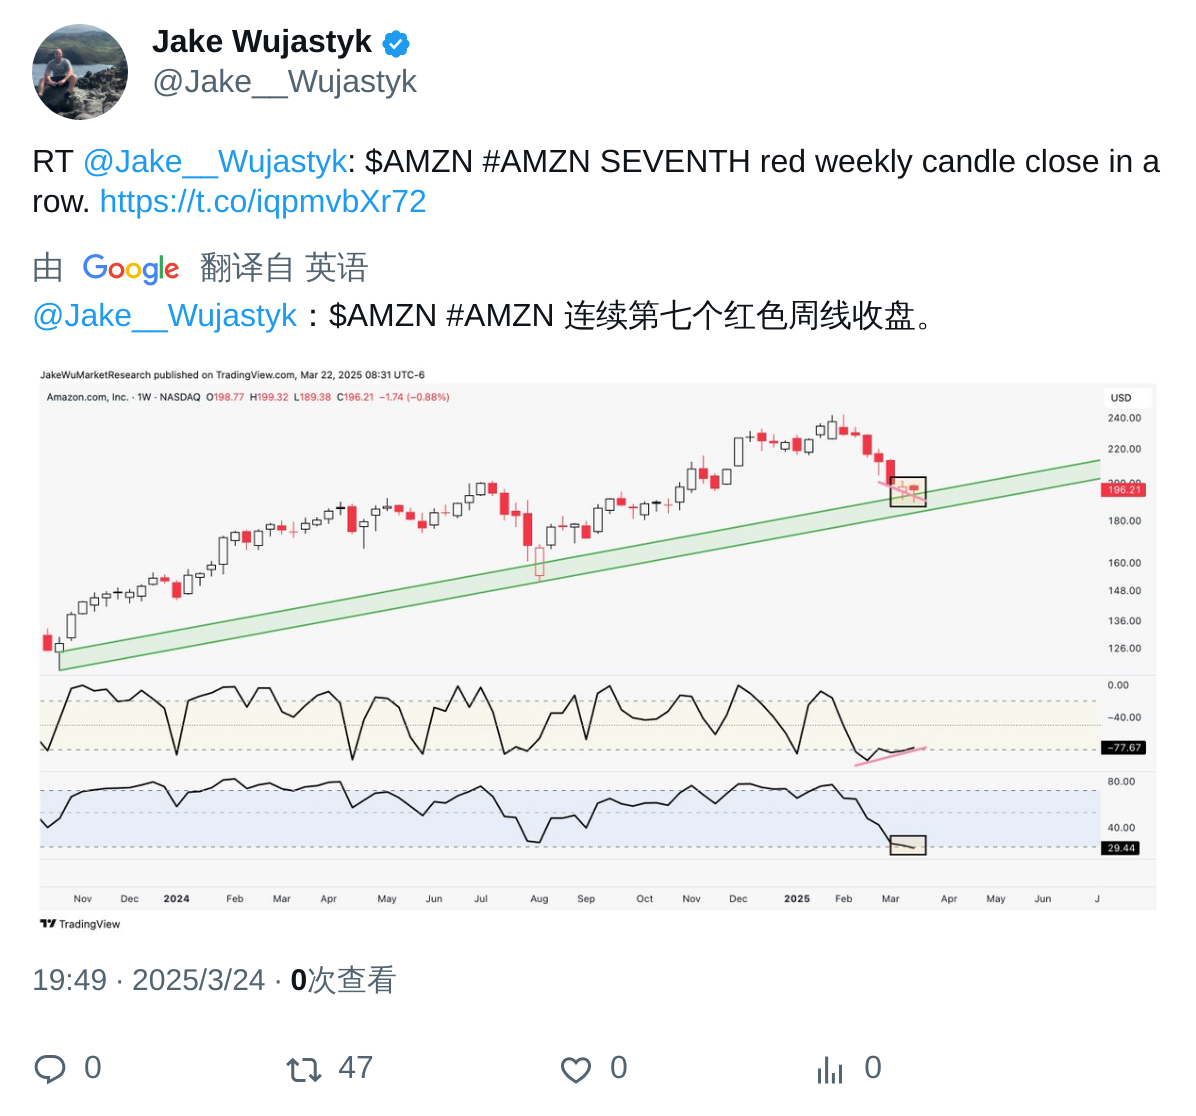 Jake Wujastyk
@Jake__Wujastyk
RT @Jake__Wujastyk: $AMZN #AMZN SEVENTH red weekly candle close in a
row. https://t.co/iqpmvbXr72
由 Google 翻译自 英语
@Jake__Wujastyk：$AMZN #AMZN 连续第七个红色周线收盘。
JakeWuMarketResearch published on TradingView.com, Mar 22, 2025 08:31 UTC-6
Amazon.com, Inc. · 1W · NASDAQ O198.77 H199.32 L189.38 C196.21 −1.74 (−0.88%)
USD
240.00
220.00
196.21
180.00
160.00
148.00
136.00
126.00
0.00
−40.00
−77.67
80.00
40.00
29.44
Nov Dec 2024 Feb Mar Apr May Jun Jul Aug Sep Oct Nov Dec 2025 Feb Mar Apr May Jun J
TradingView
19:49 · 2025/3/24 · 0次查看
0 47 0 0